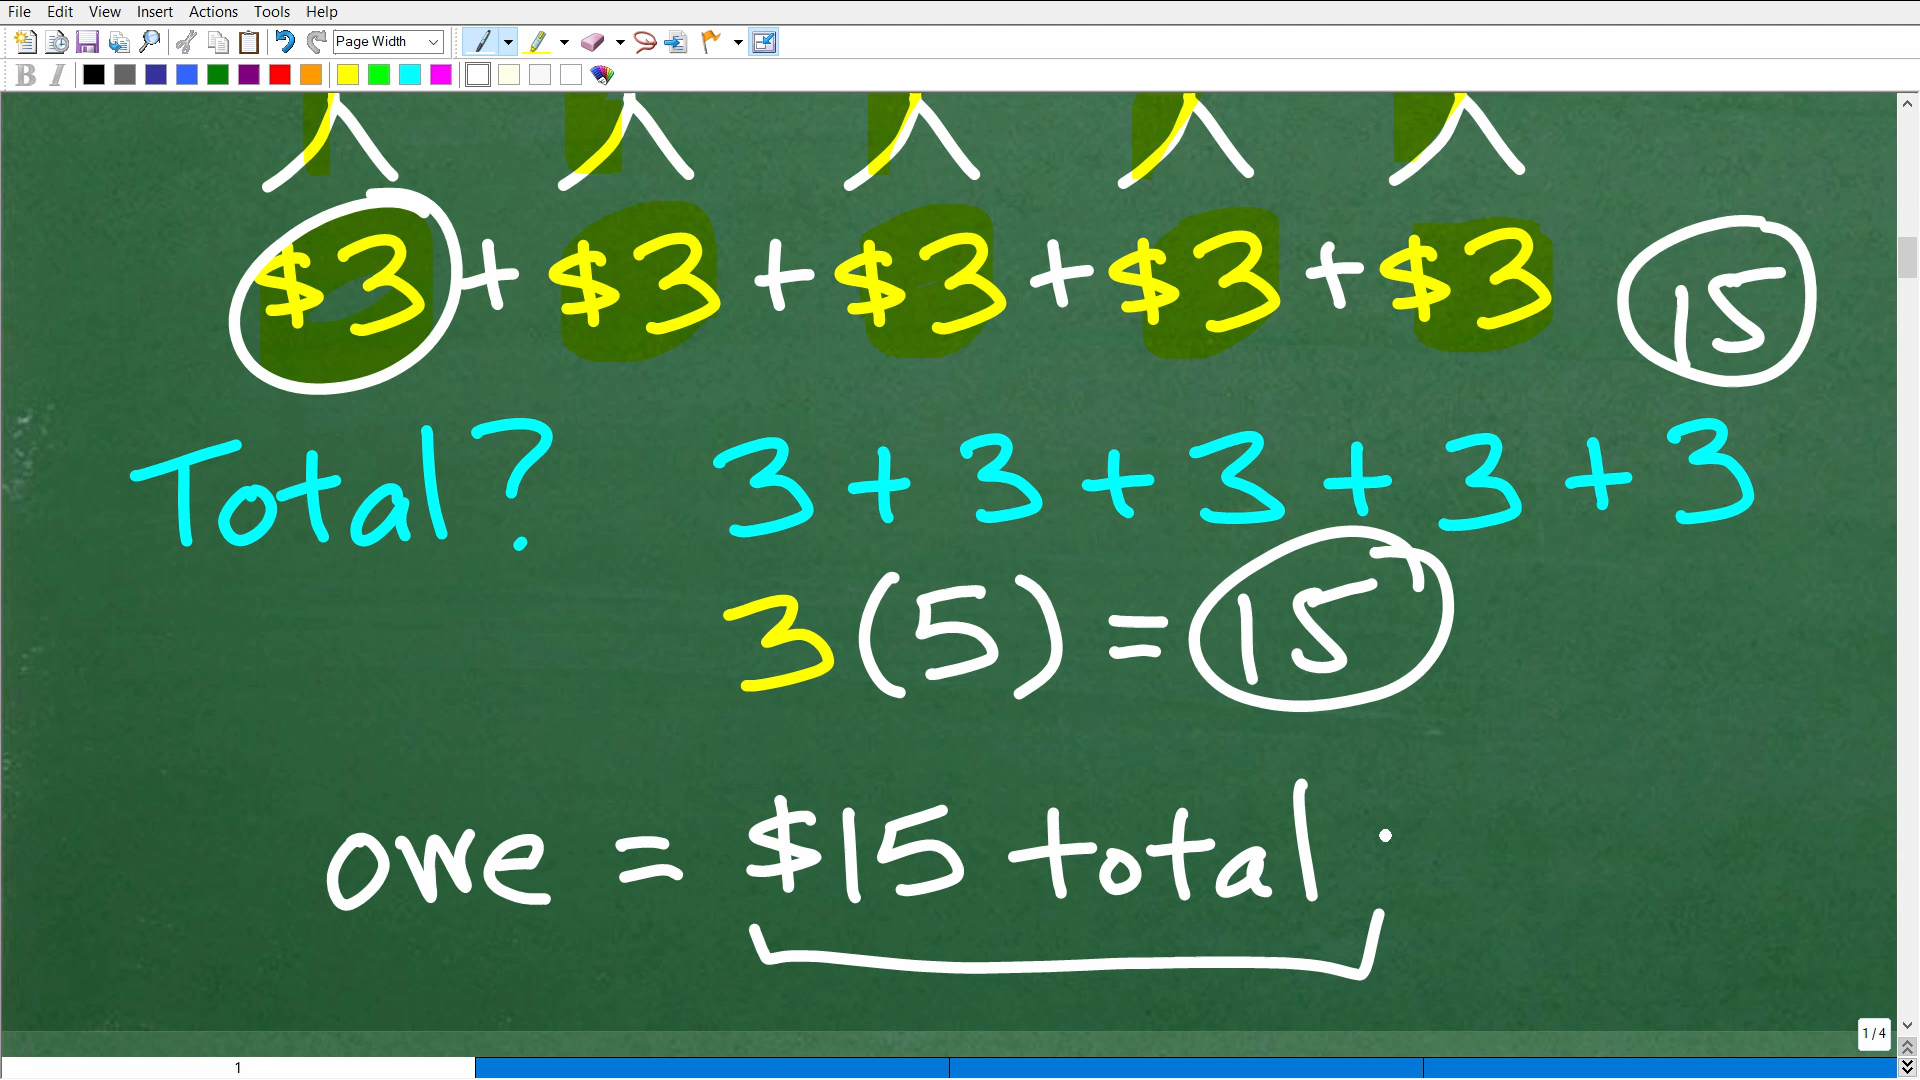 File Edit View Insert Actions Tools Help
Page Width
B I
$3 + $3 + $3 + $3 + $3 15
Total? 3 + 3 + 3 + 3 + 3
3 (5) = 15
owe = $15 total
1 / 4
1